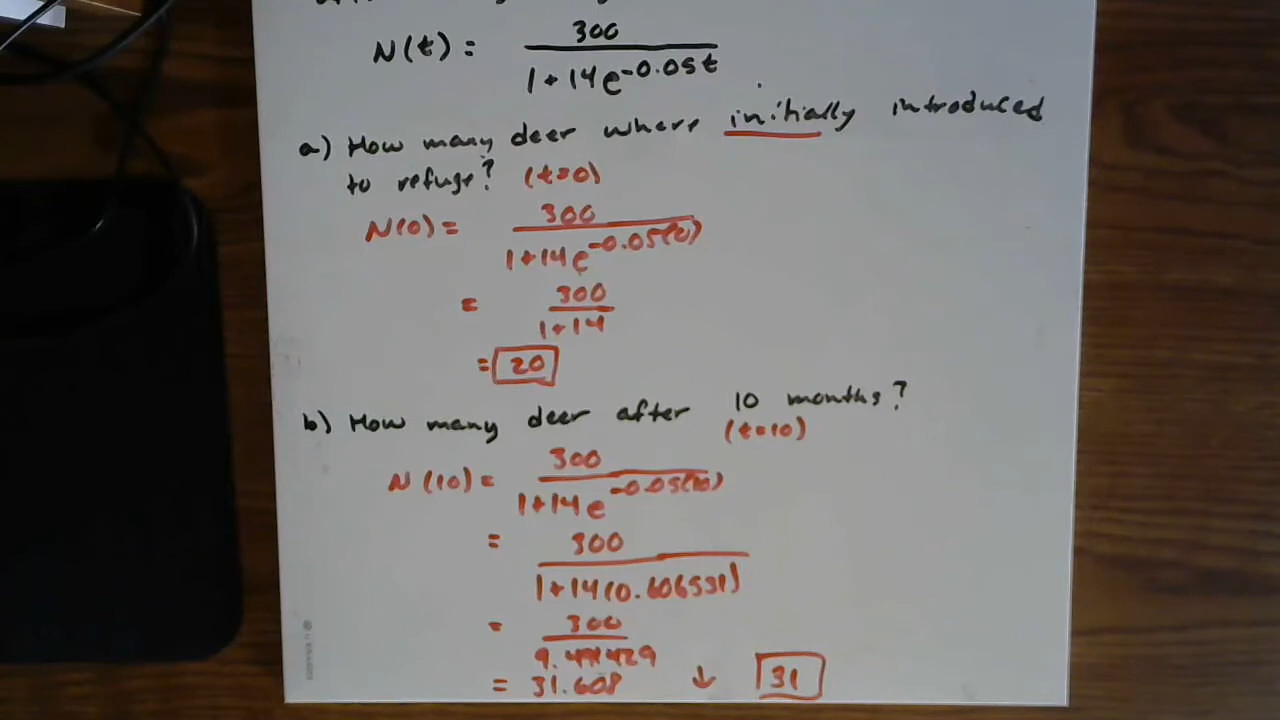 N(t) = 300 / 1+14e^-0.05t
a) How many deer where initially introduced
to refuge? (t=0)
N(0) = 300 / 1+14e^-0.05(0)
= 300 / 1+14
= 20
b) How many deer after 10 months?
(t=10)
N(10) = 300 / 1+14e^-0.05(10)
= 300 / 1+14(0.606531)
= 300 / 9.491429
= 31.608 ↓ 31